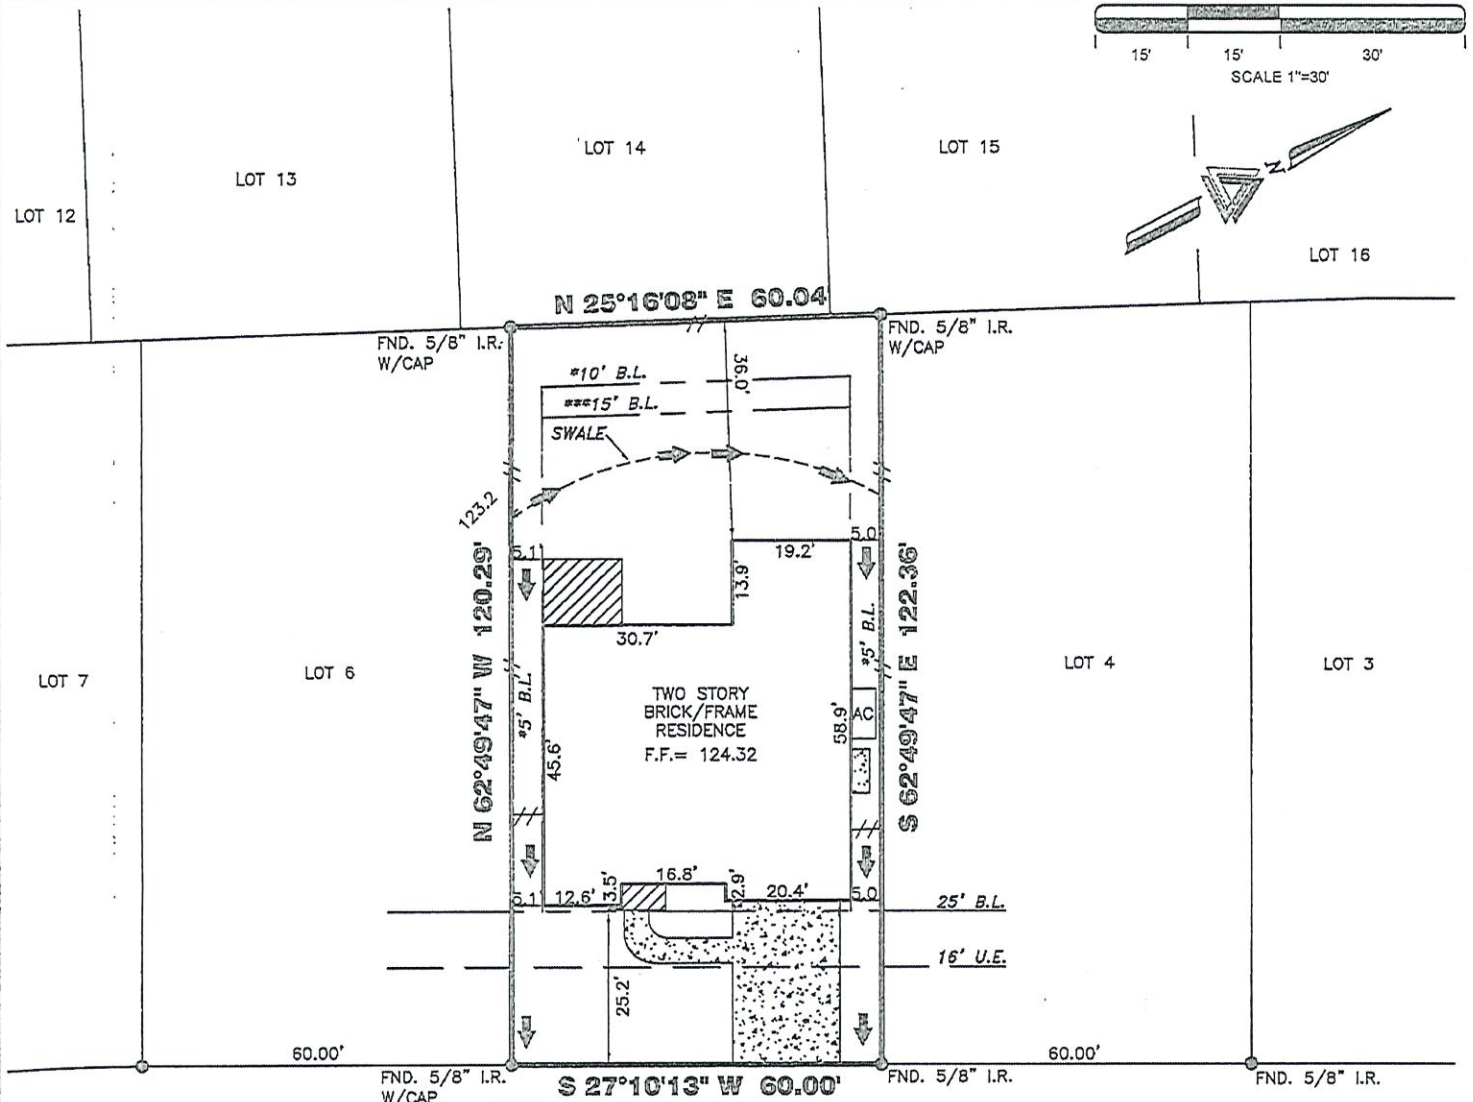 15' 15' 30'
SCALE 1"=30'
N
LOT 12
LOT 13
LOT 14
LOT 15
LOT 16
N 25°16'08" E 60.04
FND. 5/8" I.R.
W/CAP
FND. 5/8" I.R.
W/CAP
*10' B.L.
36.0'
***15' B.L.
SWALE
123.2
5.1
5.0
19.2'
13.9'
30.7'
N 62°49'47" W 120.29'
S 62°49'47" E 122.36'
*5' B.L.
*5' B.L.
LOT 7
LOT 6
LOT 4
LOT 3
TWO STORY
BRICK/FRAME
RESIDENCE
F.F.= 124.32
45.6'
58.9'
AC
5.1
12.6'
3.5'
16.8'
2.9'
20.4'
5.0
25' B.L.
16' U.E.
25.2'
60.00'
60.00'
FND. 5/8" I.R.
W/CAP
S 27°10'13" W 60.00'
FND. 5/8" I.R.
FND. 5/8" I.R.